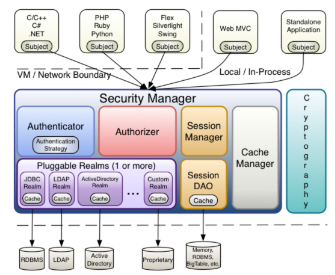 C/C++
C#
.NET
Subject
PHP
Ruby
Python
Subject
Flex
Silverlight
Swing
Subject
Web MVC
Subject
Standalone
Application
Subject
VM / Network Boundary
Local / In-Process
Security Manager
Authenticator
Authentication
Strategy
Authorizer
Session
Manager
Cache
Manager
Cryptography
Pluggable Realms (1 or more)
JDBC
Realm
Cache
LDAP
Realm
Cache
ActiveDirectory
Realm
Cache
...
Custom
Realm
Cache
Session
DAO
Cache
RDBMS
LDAP
Active
Directory
Proprietary
Memory,
RDBMS,
BigTable, etc.